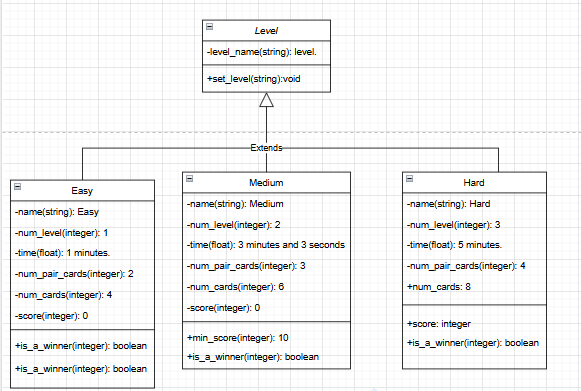 Level
-level_name(string): level.
+set_level(string):void
Extends
Easy
-name(string): Easy
-num_level(integer): 1
-time(float): 1 minutes.
-num_pair_cards(integer): 2
-num_cards(integer): 4
-score(integer): 0
+is_a_winner(integer): boolean
+is_a_winner(integer): boolean
Medium
-name(string): Medium
-num_level(integer): 2
-time(float): 3 minutes and 3 seconds
-num_pair_cards(integer): 3
-num_cards(integer): 6
-score(integer): 0
+min_score(integer): 10
+is_a_winner(integer): boolean
Hard
-name(string): Hard
-num_level(integer): 3
-time(float): 5 minutes.
-num_pair_cards(integer): 4
+num_cards: 8
+score: integer
+is_a_winner(integer): boolean